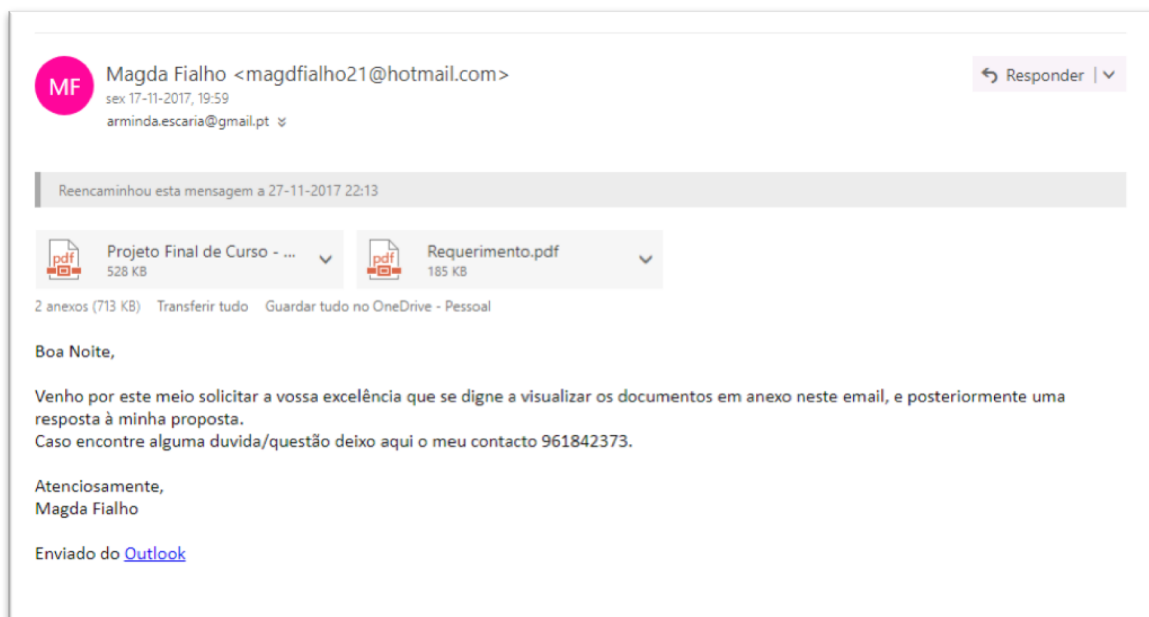 MF
Magda Fialho <magdfialho21@hotmail.com>
Responder
sex 17-11-2017, 19:59
arminda.escaria@gmail.pt
Reencaminhou esta mensagem a 27-11-2017 22:13
pdf
Projeto Final de Curso - ...
528 KB
pdf
Requerimento.pdf
185 KB
2 anexos (713 KB) Transferir tudo Guardar tudo no OneDrive - Pessoal
Boa Noite,
Venho por este meio solicitar a vossa excelência que se digne a visualizar os documentos em anexo neste email, e posteriormente uma
resposta à minha proposta.
Caso encontre alguma duvida/questão deixo aqui o meu contacto 961842373.
Atenciosamente,
Magda Fialho
Enviado do Outlook